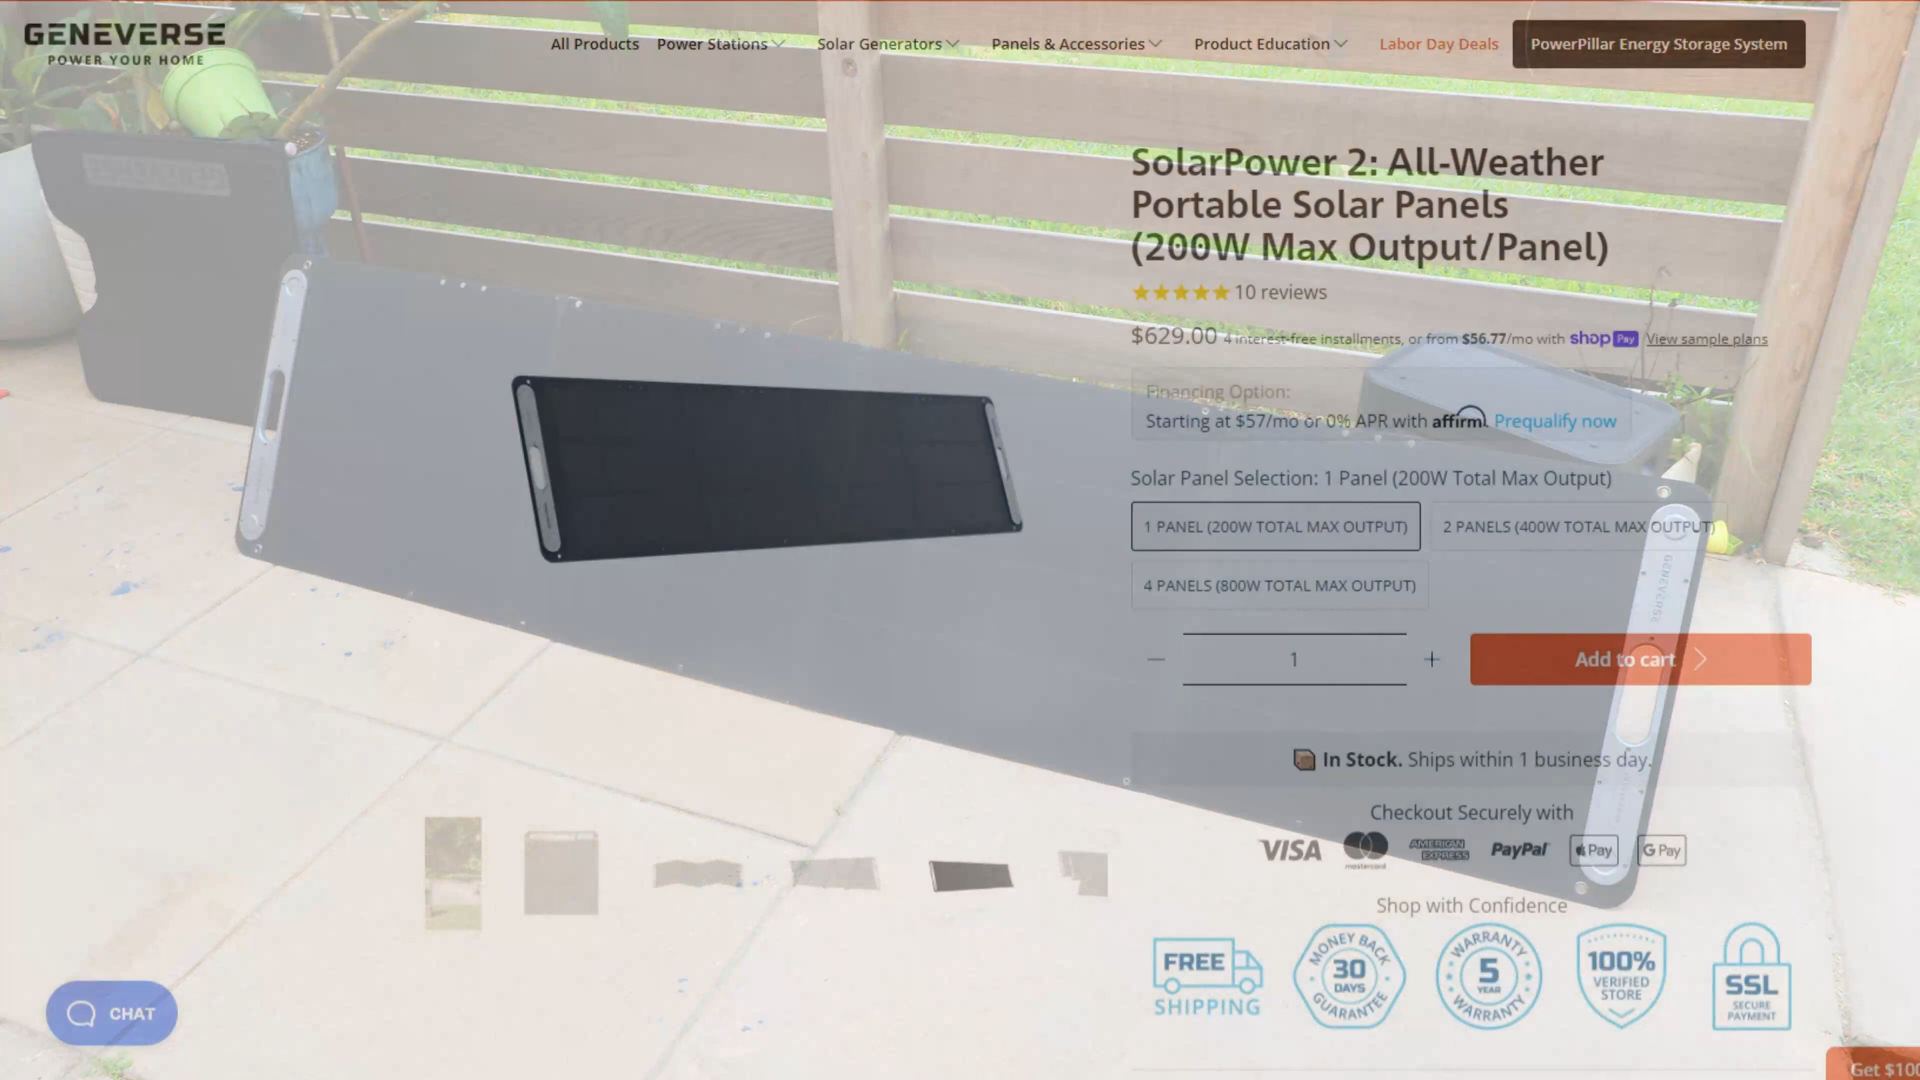 GENEVERSE
POWER YOUR HOME
All Products Power Stations Solar Generators Panels & Accessories Product Education Labor Day Deals PowerPillar Energy Storage System
SolarPower 2: All-Weather
Portable Solar Panels
(200W Max Output/Panel)
10 reviews
$629.00 4 interest-free installments, or from $56.77/mo with shop Pay View sample plans
Financing Option:
Starting at $57/mo or 0% APR with affirm Prequalify now
Solar Panel Selection: 1 Panel (200W Total Max Output)
1 PANEL (200W TOTAL MAX OUTPUT) 2 PANELS (400W TOTAL MAX OUTPUT)
4 PANELS (800W TOTAL MAX OUTPUT)
GENEVERSE
— 1 + Add to cart
In Stock. Ships within 1 business day.
Checkout Securely with
VISA mastercard AMERICAN EXPRESS PayPal Pay G Pay
Shop with Confidence
FREE SHIPPING
MONEY BACK 30 DAYS GUARANTEE
WARRANTY 5 YEAR WARRANTY
100% VERIFIED STORE
SSL SECURE PAYMENT
CHAT
Get $100